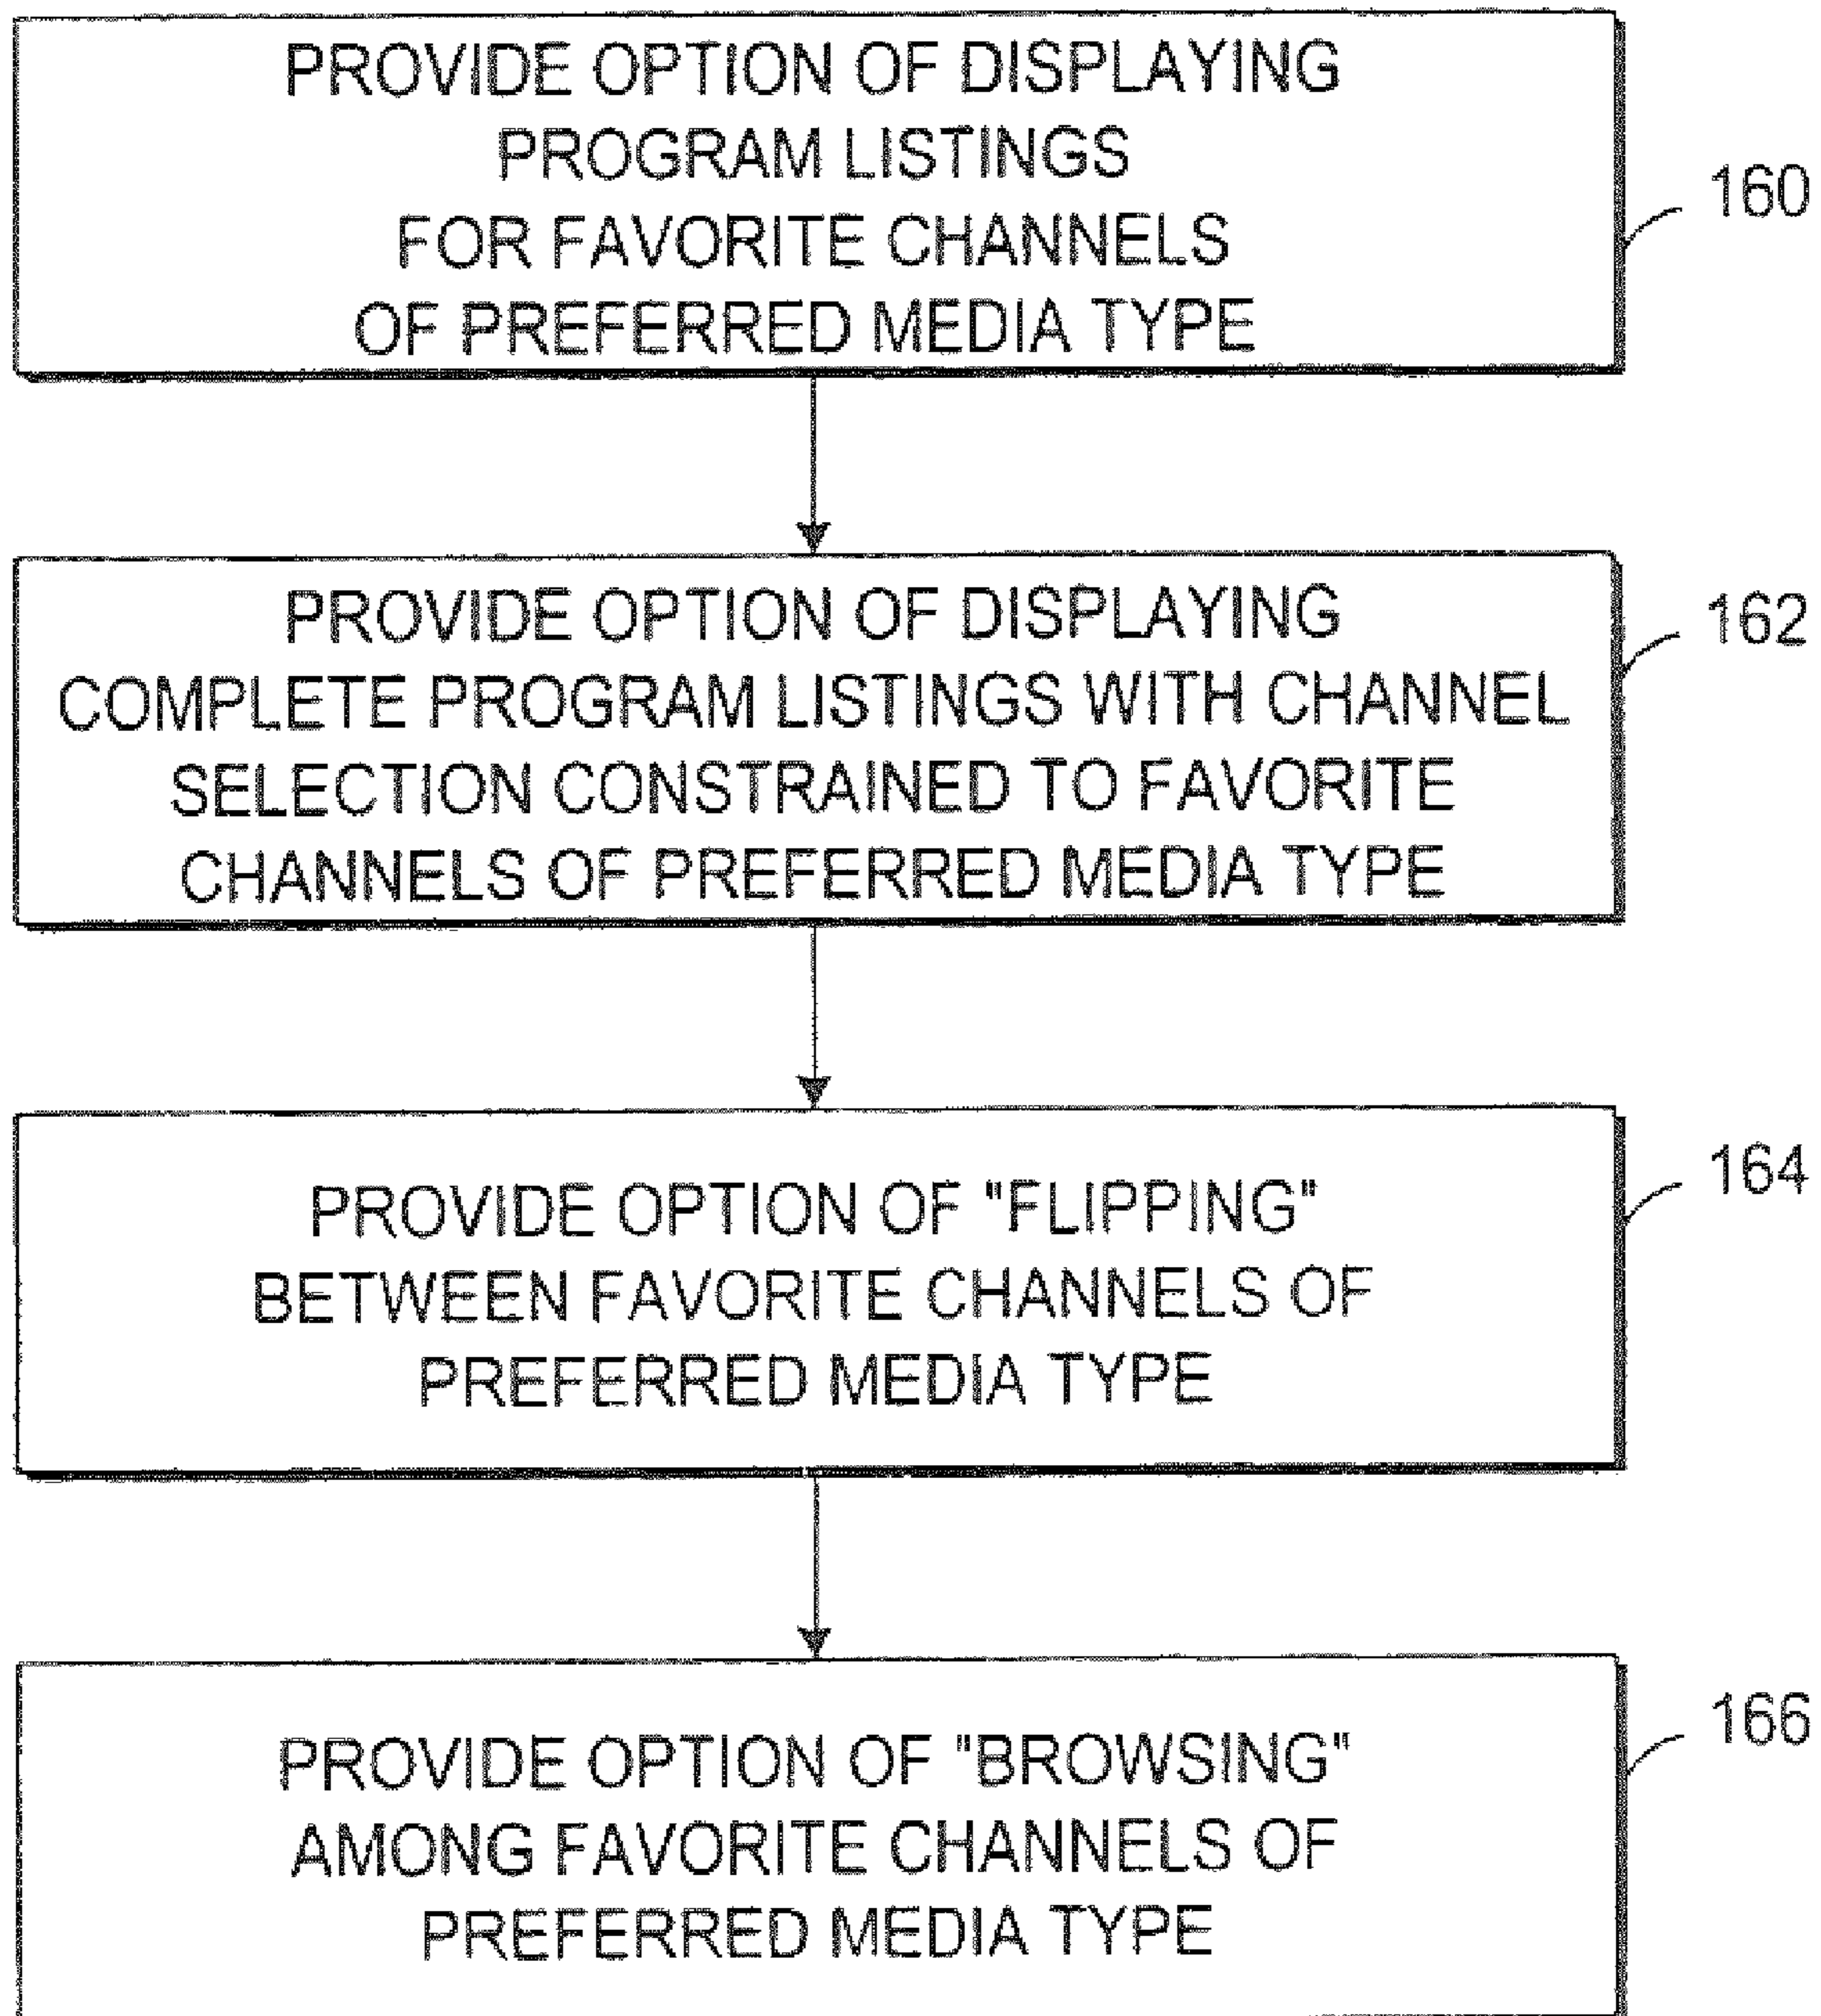 PROVIDE OPTION OF DISPLAYING
PROGRAM LISTINGS
FOR FAVORITE CHANNELS
OF PREFERRED MEDIA TYPE
160
PROVIDE OPTION OF DISPLAYING
COMPLETE PROGRAM LISTINGS WITH CHANNEL
SELECTION CONSTRAINED TO FAVORITE
CHANNELS OF PREFERRED MEDIA TYPE
162
PROVIDE OPTION OF "FLIPPING"
BETWEEN FAVORITE CHANNELS OF
PREFERRED MEDIA TYPE
164
PROVIDE OPTION OF "BROWSING"
AMONG FAVORITE CHANNELS OF
PREFERRED MEDIA TYPE
166